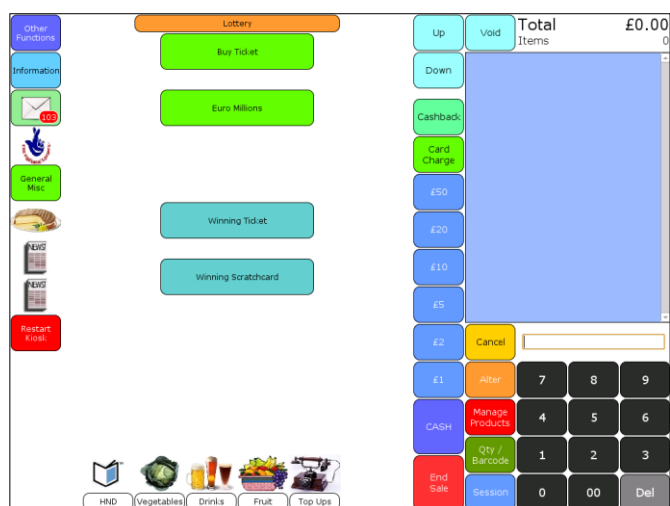 Other
Functions
Information
103
General
Misc
NEWS
NEWS
Restart
Kiosk
Lottery
Buy Ticket
Euro Millions
Winning Ticket
Winning Scratchcard
HND
Vegetables
Drinks
Fruit
Top Ups
Up
Void
Down
Cashback
Card
Charge
£50
£20
£10
£5
£2
£1
CASH
End
Sale
Total £0.00
Items 0
Cancel
Alter
Manage
Products
Qty /
Barcode
Session
7 8 9
4 5 6
1 2 3
0 00 Del